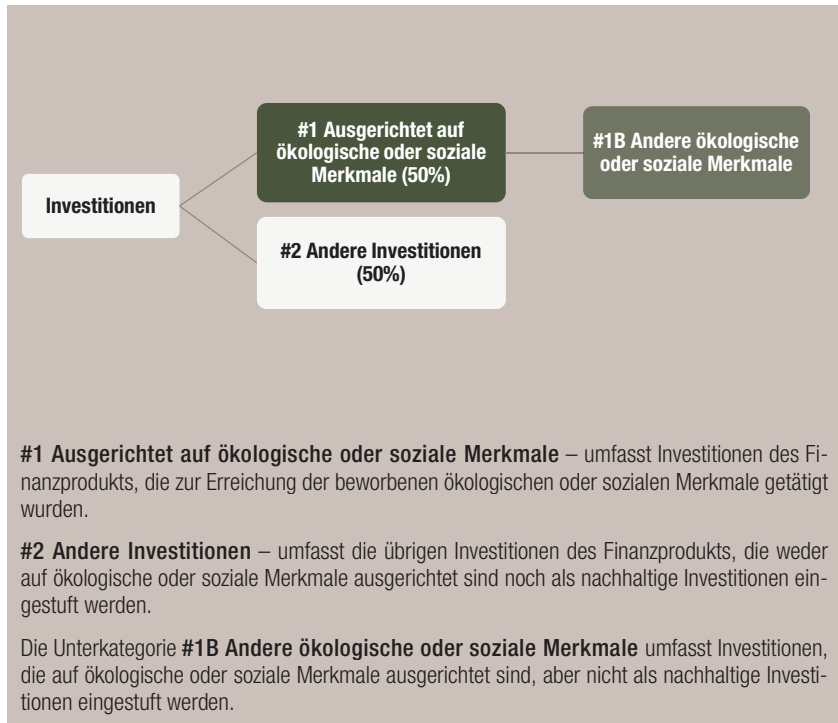 #1 Ausgerichtet auf
ökologische oder soziale
Merkmale (50%)
#1B Andere ökologische
oder soziale Merkmale
Investitionen
#2 Andere Investitionen
(50%)
#1 Ausgerichtet auf ökologische oder soziale Merkmale – umfasst Investitionen des Fi-
nanzprodukts, die zur Erreichung der beworbenen ökologischen oder sozialen Merkmale getätigt
wurden.
#2 Andere Investitionen – umfasst die übrigen Investitionen des Finanzprodukts, die weder
auf ökologische oder soziale Merkmale ausgerichtet sind noch als nachhaltige Investitionen ein-
gestuft werden.
Die Unterkategorie #1B Andere ökologische oder soziale Merkmale umfasst Investitionen,
die auf ökologische oder soziale Merkmale ausgerichtet sind, aber nicht als nachhaltige Investi-
tionen eingestuft werden.